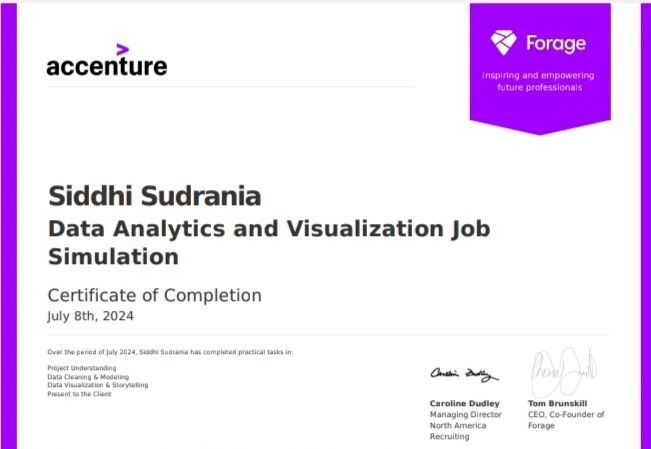 accenture
Forage
Inspiring and empowering
future professionals
Siddhi Sudrania
Data Analytics and Visualization Job
Simulation
Certificate of Completion
July 8th, 2024
Over the period of July 2024, Siddhi Sudrania has completed practical tasks in:
Project Understanding
Data Cleaning & Modeling
Data Visualization & Storytelling
Present to the Client
Caroline Dudley
Caroline Dudley
Managing Director
North America
Recruiting
Tom Brunskill
CEO, Co-Founder of
Forage